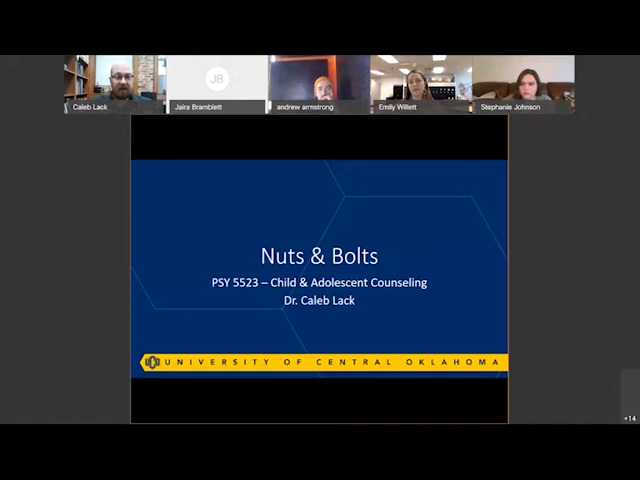 JB
Caleb Lack
Jaira Bramblett
andrew armstrong
Emily Willett
Stephanie Johnson
Nuts & Bolts
PSY 5523 – Child & Adolescent Counseling
Dr. Caleb Lack
UNIVERSITY OF CENTRAL OKLAHOMA
+14